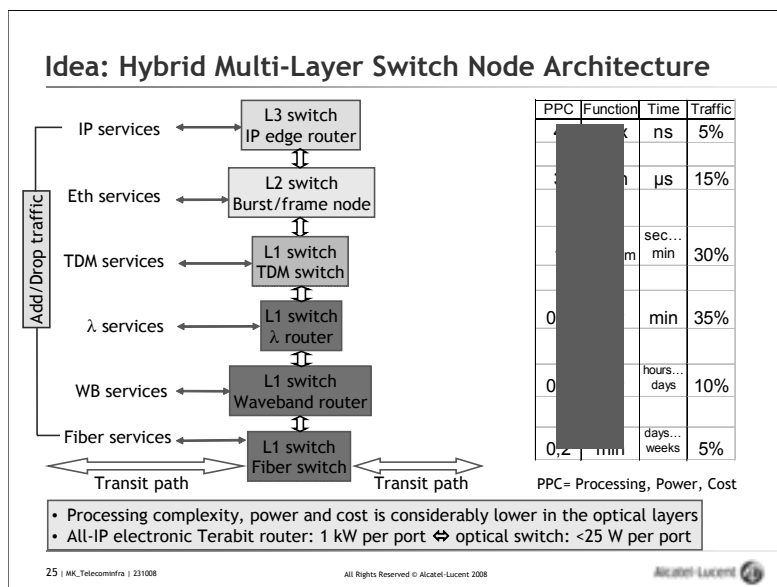 Idea: Hybrid Multi-Layer Switch Node Architecture
Add/Drop traffic
IP services
L3 switch
IP edge router
Eth services
L2 switch
Burst/frame node
TDM services
L1 switch
TDM switch
λ services
L1 switch
λ router
WB services
L1 switch
Waveband router
Fiber services
L1 switch
Fiber switch
Transit path
Transit path
PPC Function Time Traffic
ns 5%
µs 15%
sec...
m min 30%
0 min 35%
hours...
0 days 10%
days...
0,2 min weeks 5%
PPC= Processing, Power, Cost
• Processing complexity, power and cost is considerably lower in the optical layers
• All-IP electronic Terabit router: 1 kW per port ⇔ optical switch: <25 W per port
25 | MK_Telecominfra | 231008
All Rights Reserved © Alcatel-Lucent 2008
Alcatel-Lucent